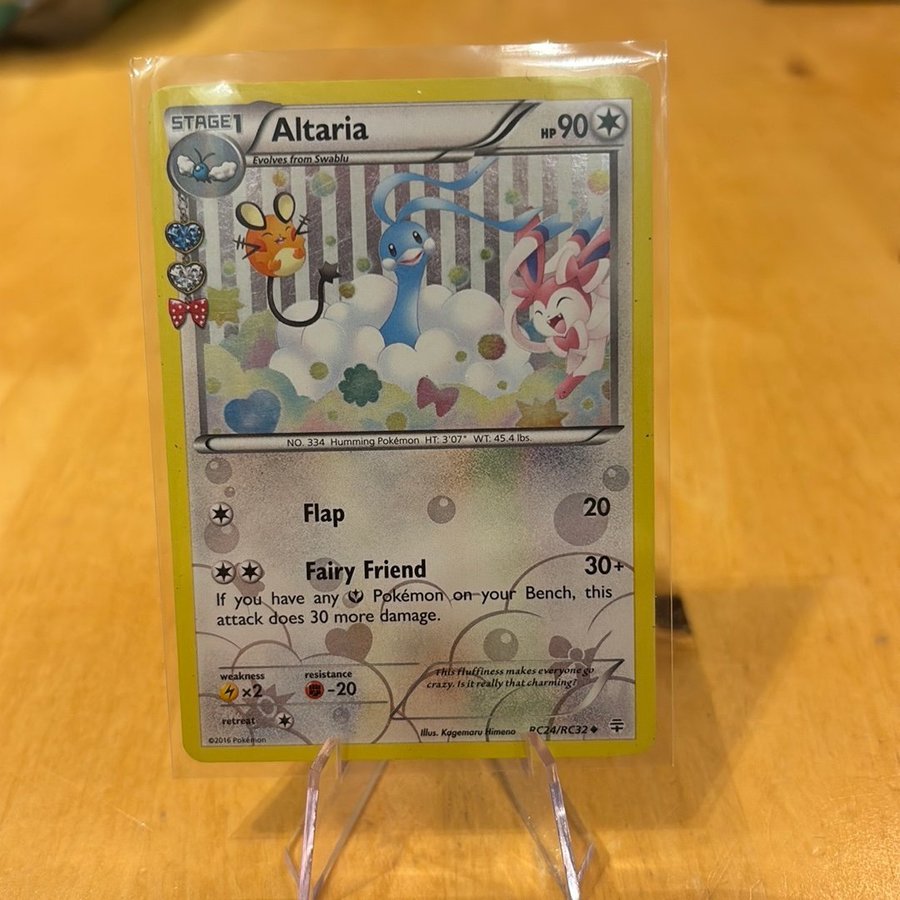 STAGE1 Altaria HP 90
Evolves from Swablu
NO. 334 Humming Pokémon HT: 3'07" WT: 45.4 lbs.
Flap 20
Fairy Friend 30+
If you have any Pokémon on your Bench, this
attack does 30 more damage.
weakness resistance
×2 -20
retreat
This fluffiness makes everyone go
crazy. Is it really that charming?
Illus. Kagemaru Himeno RC24/RC32
©2016 Pokémon